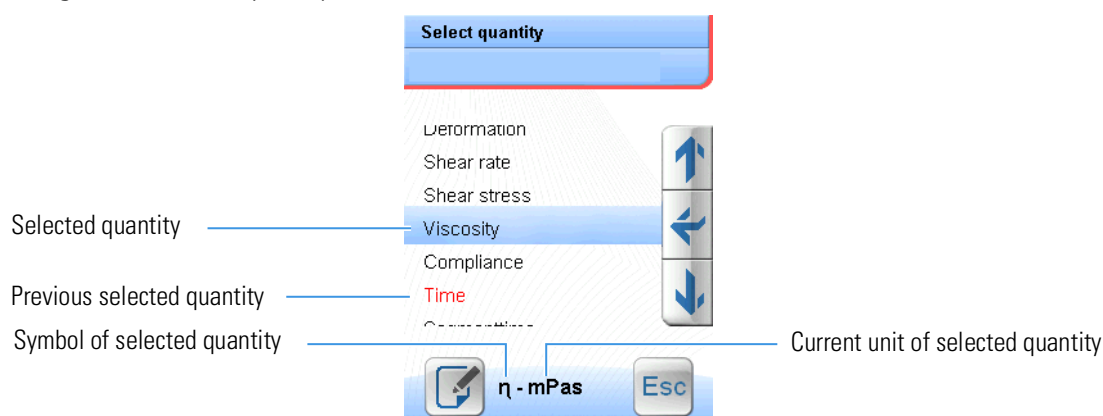 Select quantity
Deformation
Shear rate
Shear stress
Selected quantity
Viscosity
Compliance
Previous selected quantity
Time
Segmenttime
Symbol of selected quantity
Current unit of selected quantity
η - mPas
Esc